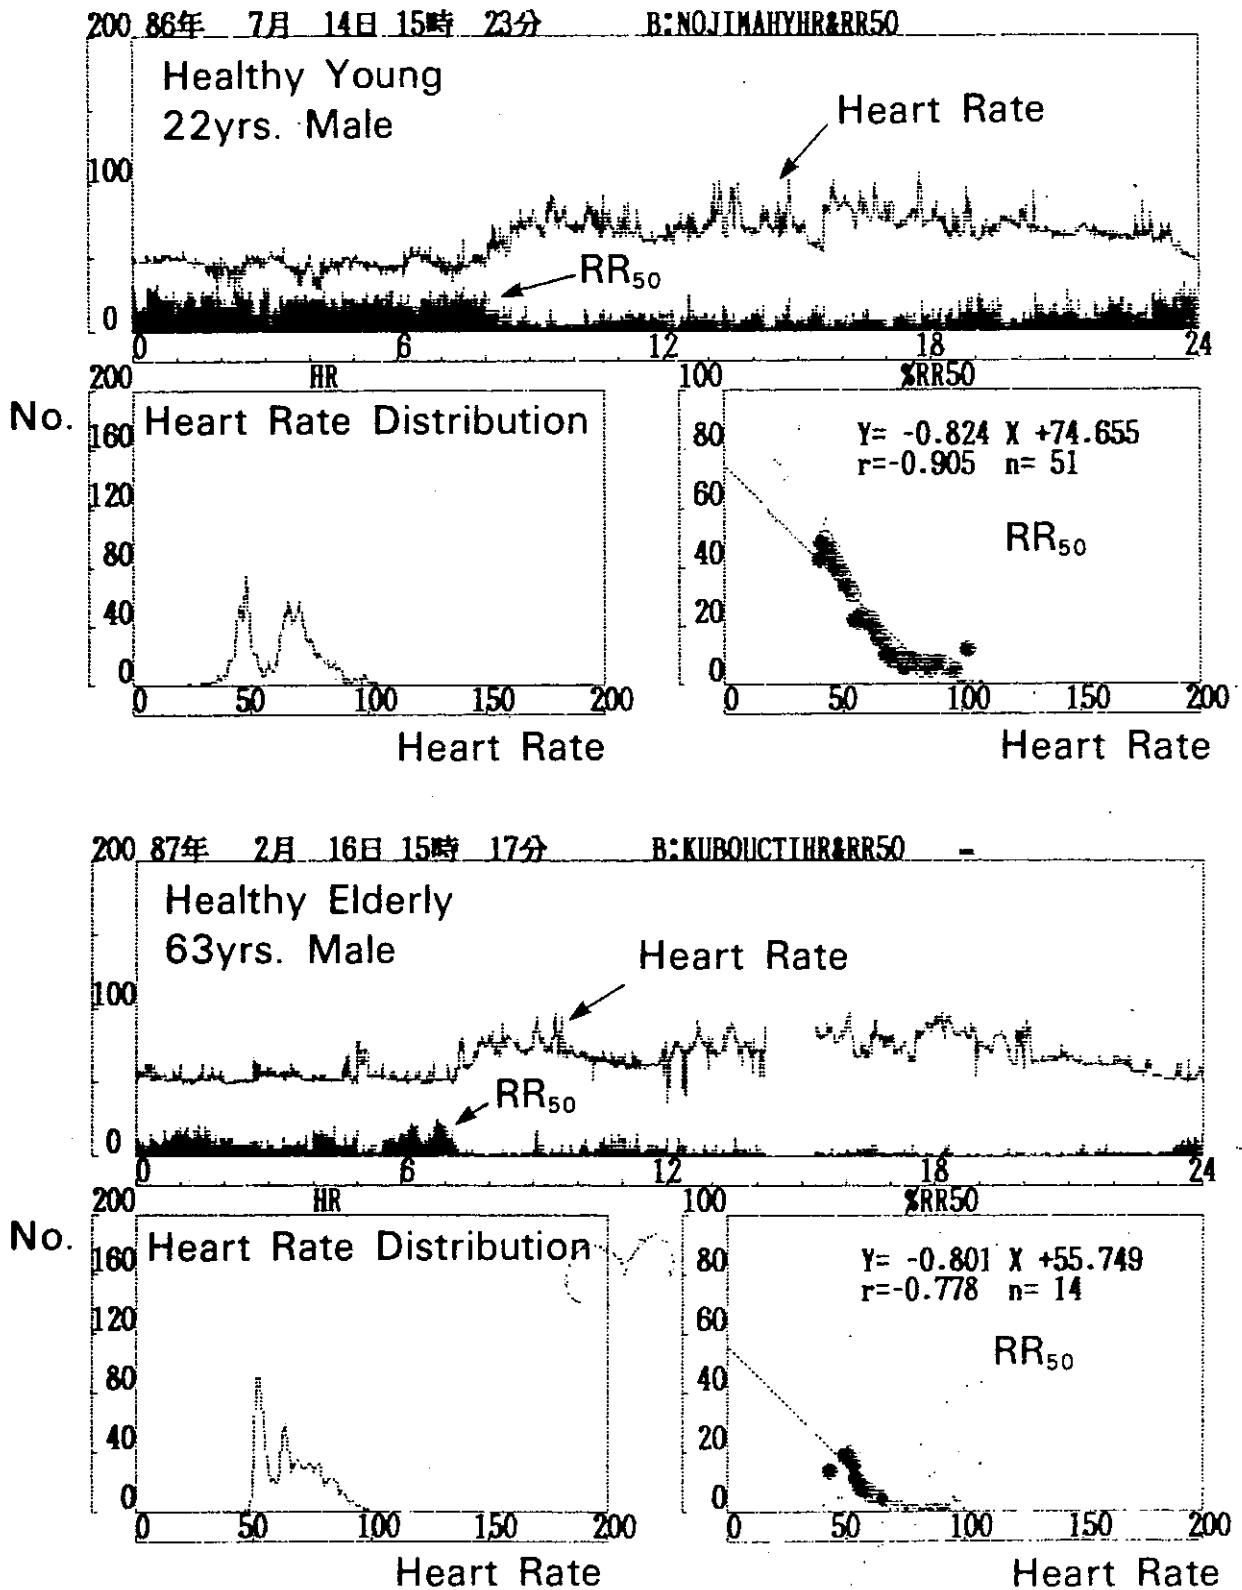 200 86年 7月 14日 15時 23分 B:NOJIMAHYHR&RR50
Healthy Young
22yrs. Male
Heart Rate
100
RR50
0
0 6 12 18 24
200 HR 100 %RR50
No.
Heart Rate Distribution
160 80 Y= -0.824 X +74.655
r=-0.905 n= 51
120 60
RR50
80 40
40 20
0 0
0 50 100 150 200 0 50 100 150 200
Heart Rate Heart Rate
200 87年 2月 16日 15時 17分 B:KUBOUCTIHR&RR50 -
Healthy Elderly
63yrs. Male
Heart Rate
100
RR50
0
0 6 12 18 24
200 HR 100 %RR50
No.
Heart Rate Distribution
160 80 Y= -0.801 X +55.749
r=-0.778 n= 14
120 60
RR50
80 40
40 20
0 0
0 50 100 150 200 0 50 100 150 200
Heart Rate Heart Rate